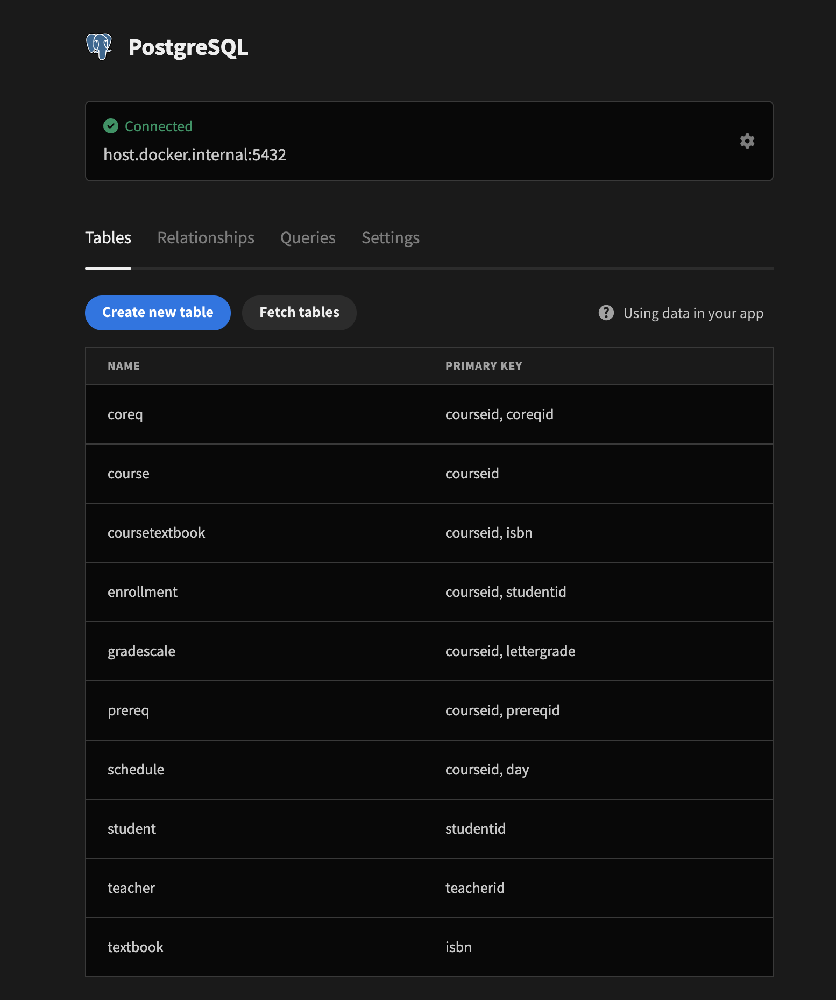 PostgreSQL
Connected
host.docker.internal:5432
Tables Relationships Queries Settings
Create new table Fetch tables ? Using data in your app
NAME PRIMARY KEY
coreq courseid, coreqid
course courseid
coursetextbook courseid, isbn
enrollment courseid, studentid
gradescale courseid, lettergrade
prereq courseid, prereqid
schedule courseid, day
student studentid
teacher teacherid
textbook isbn